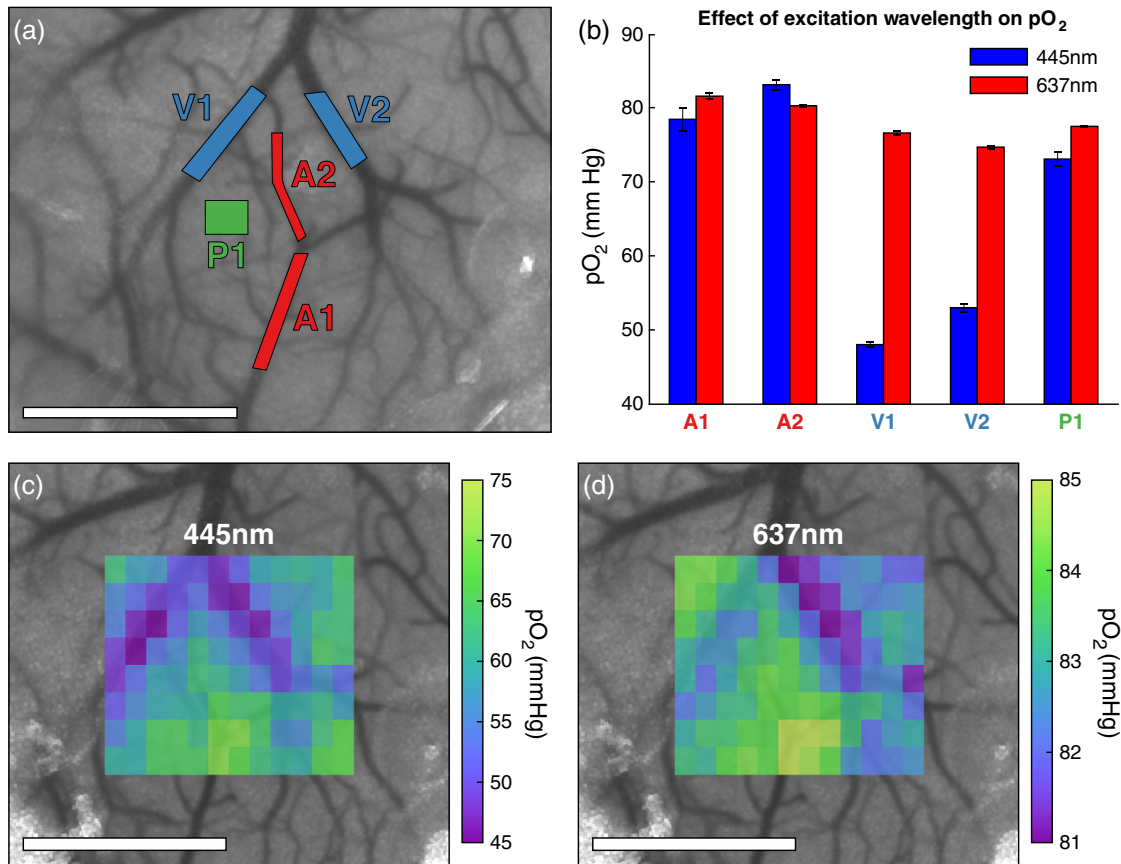 (a)
V1
V2
A2
P1
A1
(b)
Effect of excitation wavelength on pO2
445nm
637nm
pO2 (mm Hg)
90
80
70
60
50
40
A1
A2
V1
V2
P1
(c)
445nm
75
70
65
60
55
50
45
pO2 (mmHg)
(d)
637nm
85
84
83
82
81
pO2 (mmHg)